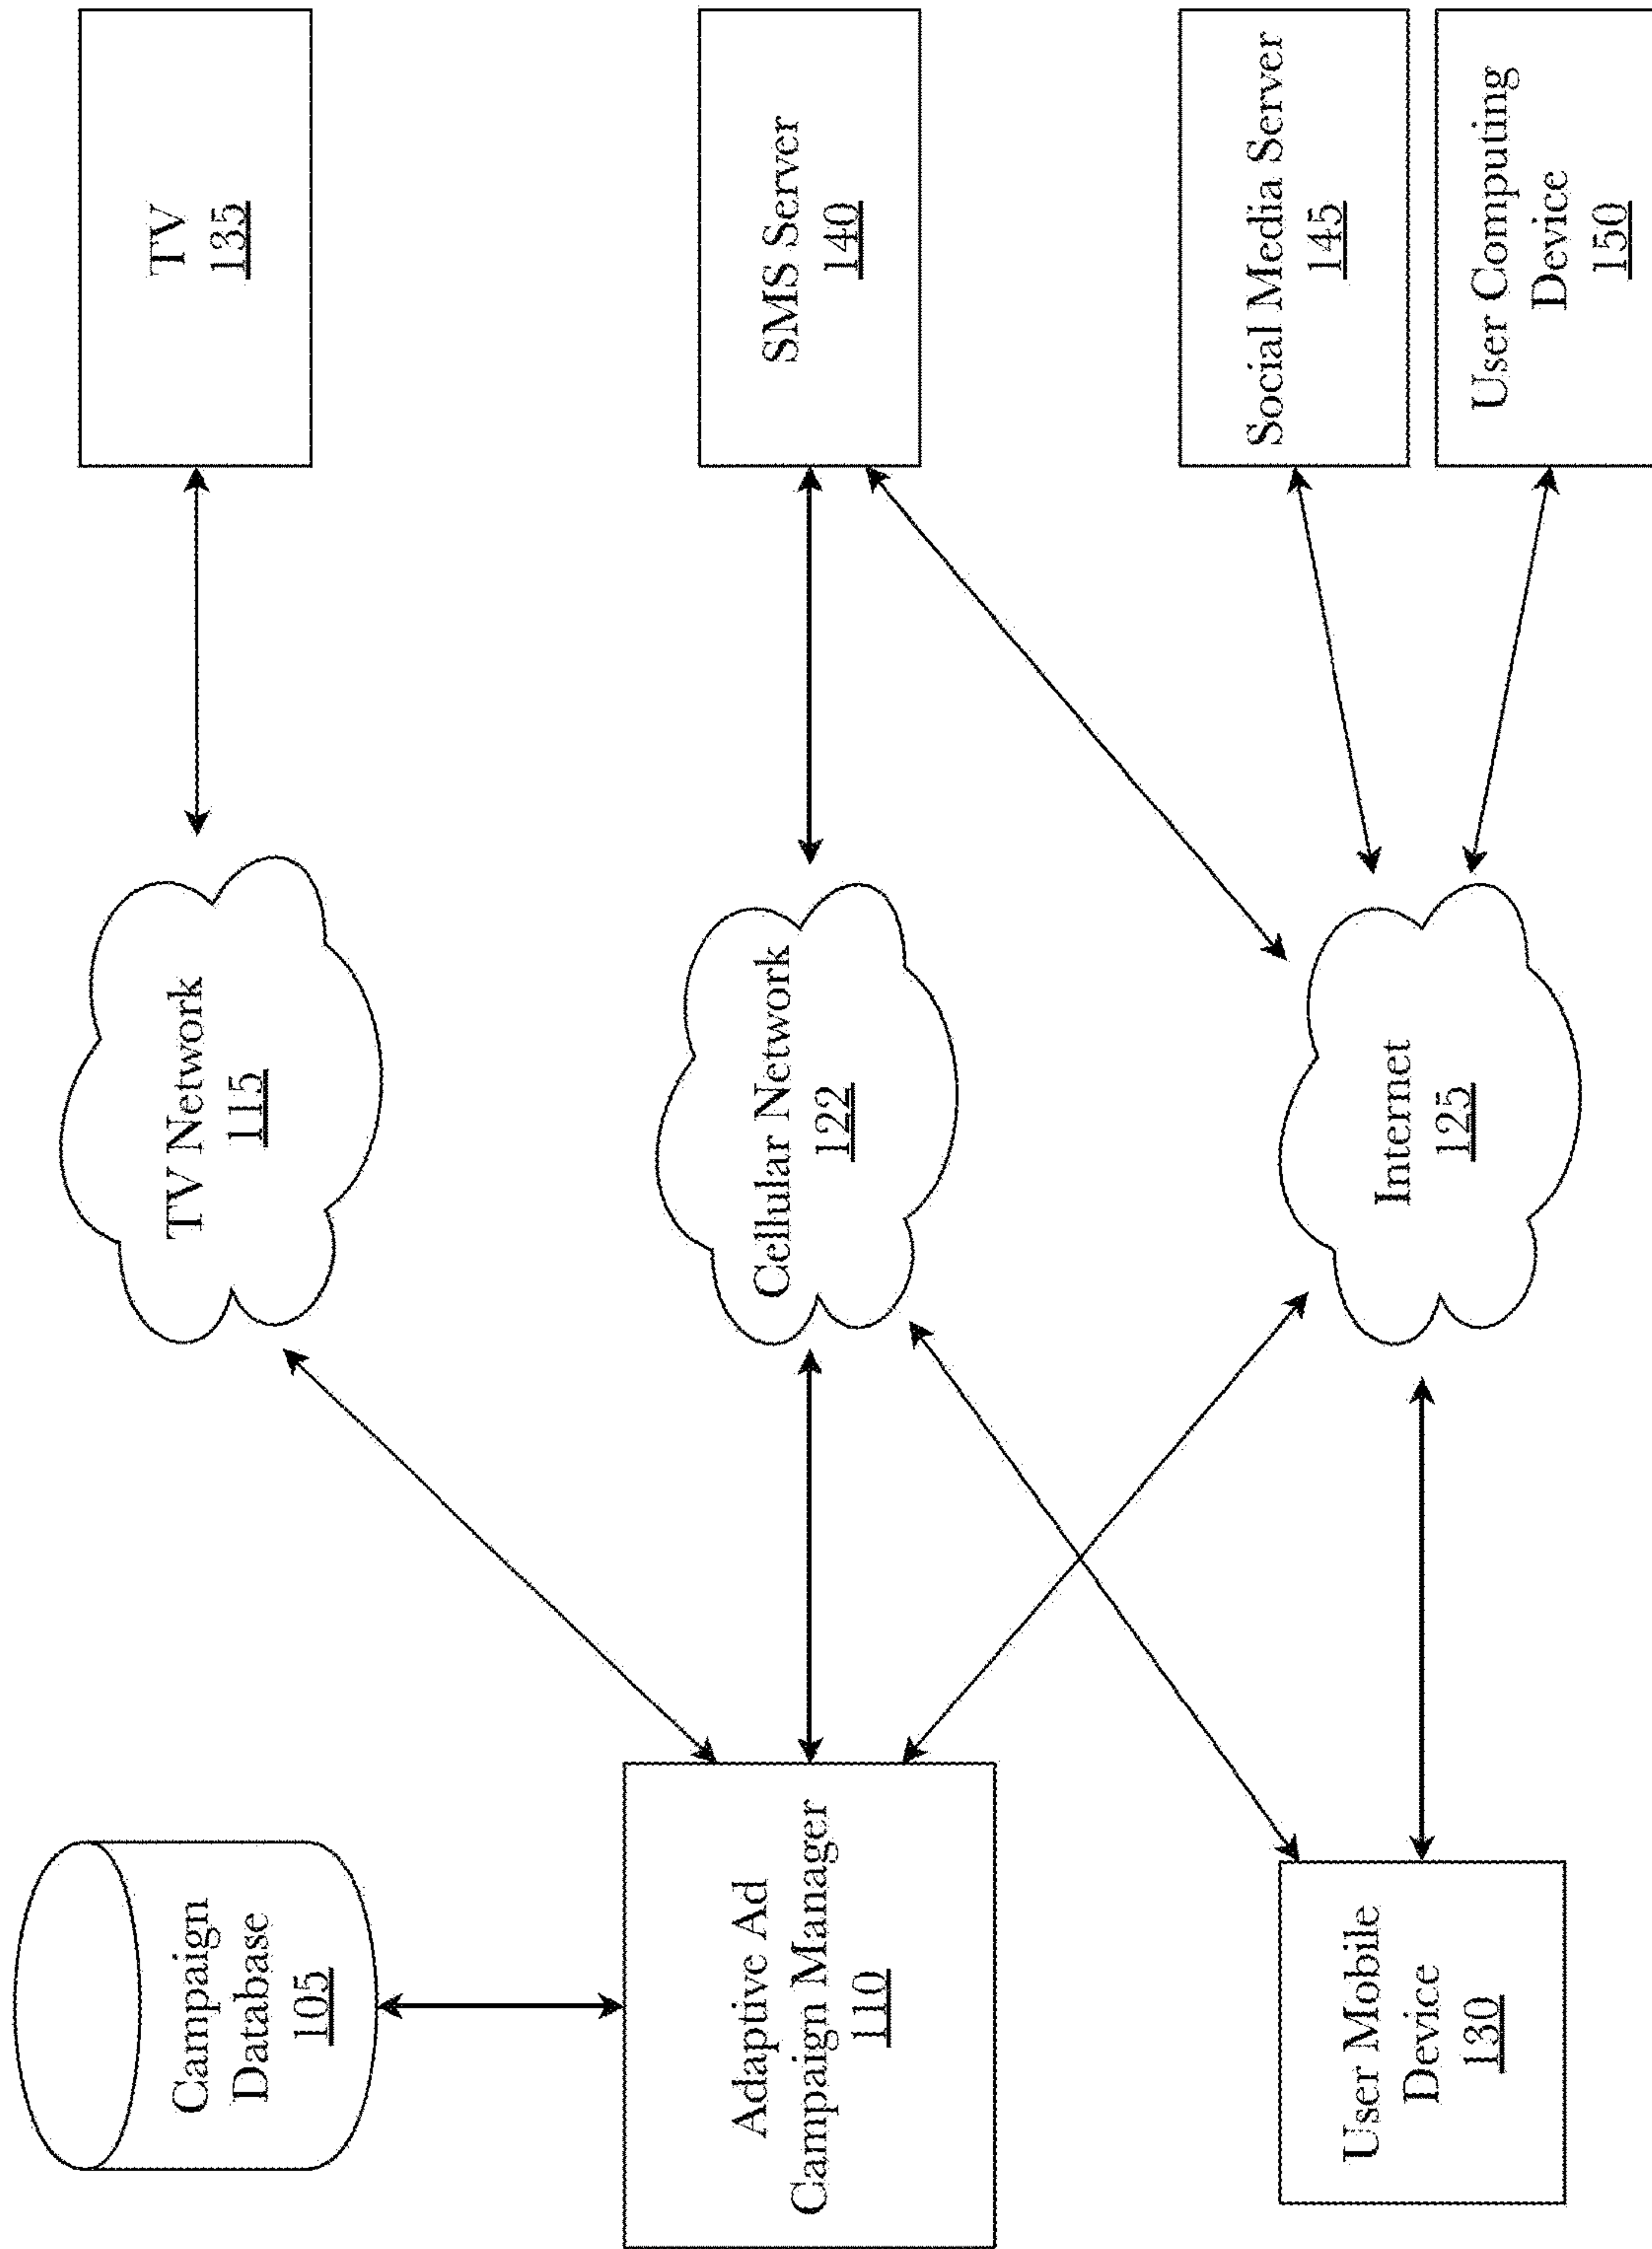 Campaign
Database
105
Adaptive Ad
Campaign Manager
110
User Mobile
Device
130
TV Network
115
Cellular Network
122
Internet
125
TV
135
SMS Server
140
Social Media Server
145
User Computing
Device
150